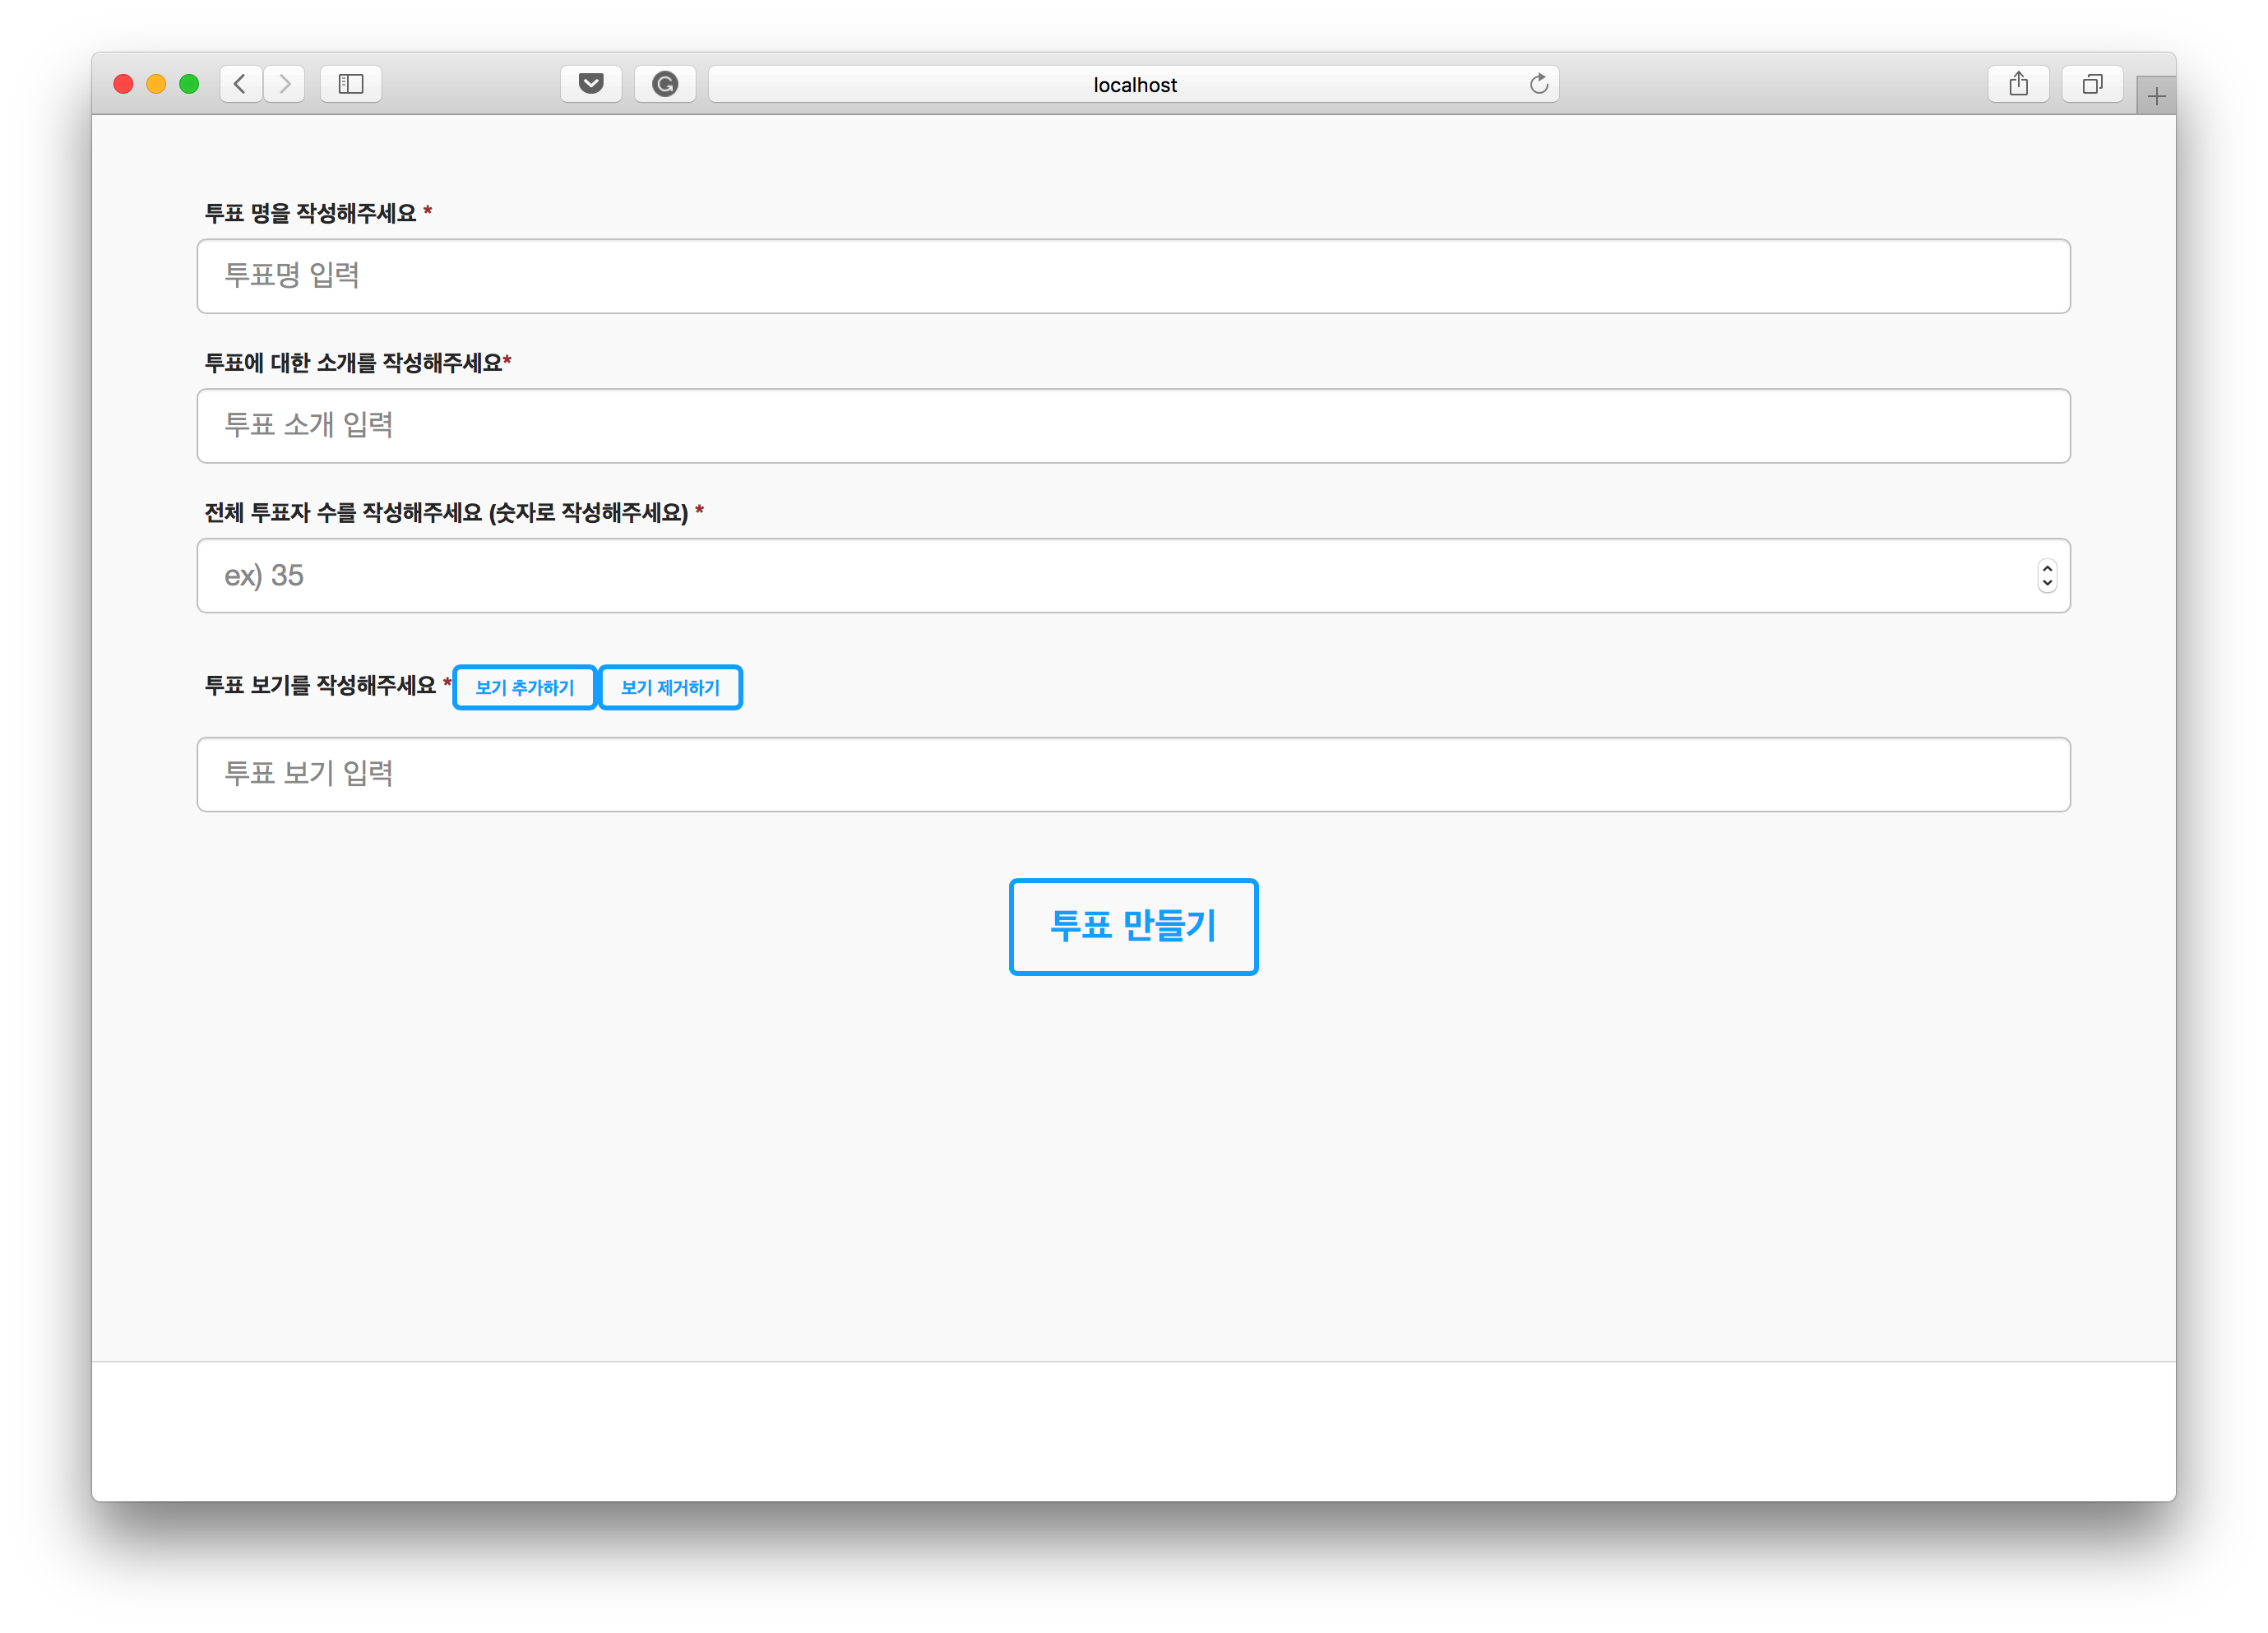 localhost
투표 명을 작성해주세요 *
투표명 입력
투표에 대한 소개를 작성해주세요*
투표 소개 입력
전체 투표자 수를 작성해주세요 (숫자로 작성해주세요) *
ex) 35
투표 보기를 작성해주세요 * 보기 추가하기 보기 제거하기
투표 보기 입력
투표 만들기